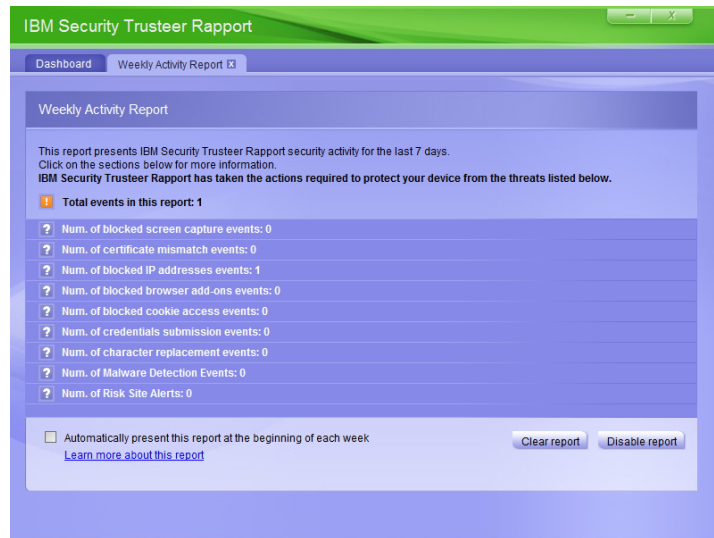 IBM Security Trusteer Rapport
Dashboard
Weekly Activity Report
Weekly Activity Report
This report presents IBM Security Trusteer Rapport security activity for the last 7 days.
Click on the sections below for more information.
IBM Security Trusteer Rapport has taken the actions required to protect your device from the threats listed below.
! Total events in this report: 1
? Num. of blocked screen capture events: 0
? Num. of certificate mismatch events: 0
? Num. of blocked IP addresses events: 1
? Num. of blocked browser add-ons events: 0
? Num. of blocked cookie access events: 0
? Num. of credentials submission events: 0
? Num. of character replacement events: 0
? Num. of Malware Detection Events: 0
? Num. of Risk Site Alerts: 0
Automatically present this report at the beginning of each week
Learn more about this report
Clear report
Disable report